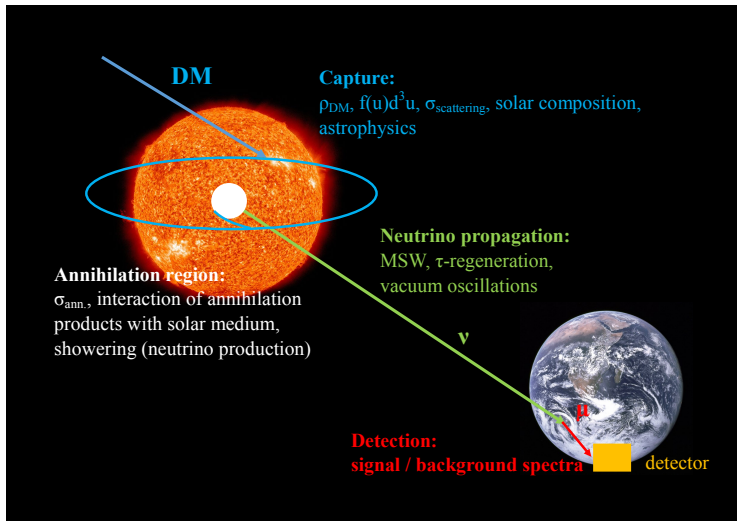 DM
Capture:
ρDM, f(u)d³u, σscattering, solar composition,
astrophysics
Neutrino propagation:
MSW, τ-regeneration,
vacuum oscillations
Annihilation region:
σann., interaction of annihilation
products with solar medium,
showering (neutrino production)
ν
μ
Detection:
signal / background spectra
detector